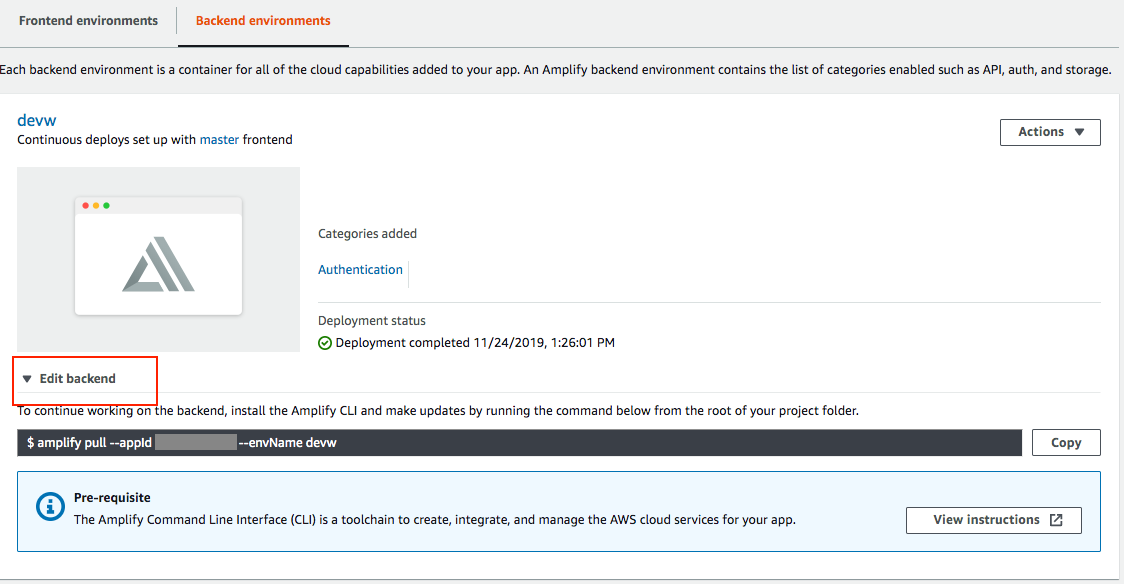 Frontend environments
Backend environments
Each backend environment is a container for all of the cloud capabilities added to your app. An Amplify backend environment contains the list of categories enabled such as API, auth, and storage.
devw
Continuous deploys set up with master frontend
Actions
Categories added
Authentication
Deployment status
Deployment completed 11/24/2019, 1:26:01 PM
Edit backend
To continue working on the backend, install the Amplify CLI and make updates by running the command below from the root of your project folder.
$ amplify pull --appId --envName devw
Copy
Pre-requisite
The Amplify Command Line Interface (CLI) is a toolchain to create, integrate, and manage the AWS cloud services for your app.
View instructions